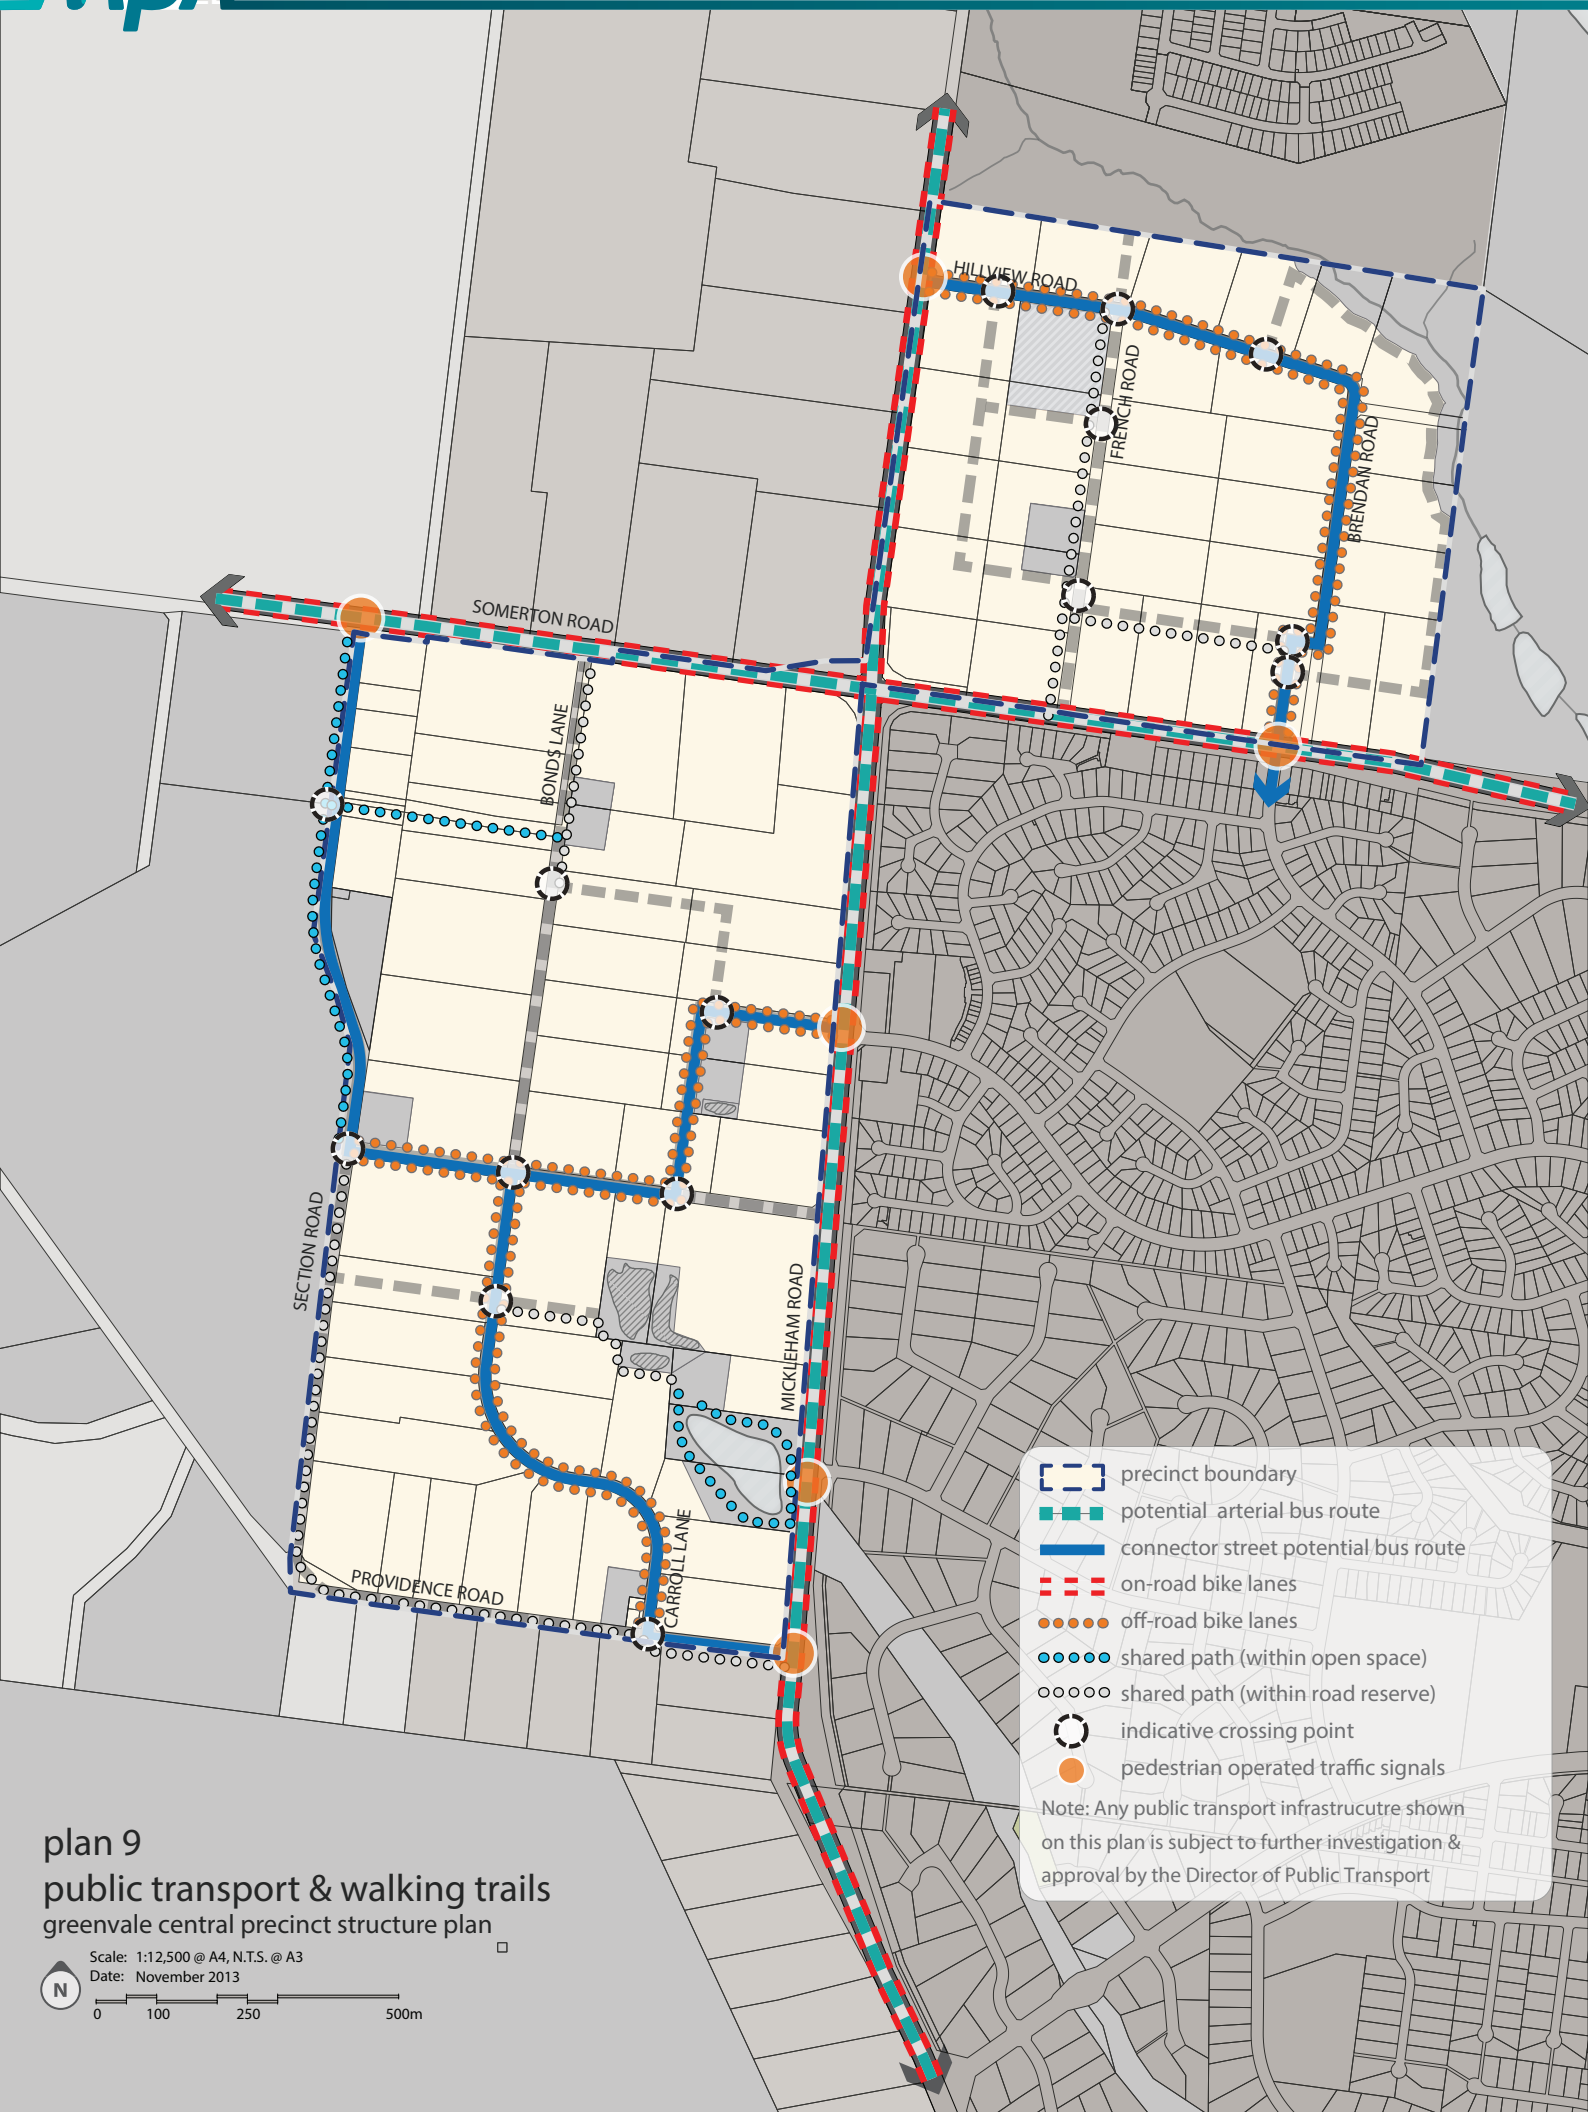 HILLVIEW ROAD
FRENCH ROAD
BRENDAN ROAD
SOMERTON ROAD
BONDS LANE
SECTION ROAD
MICKLEHAM ROAD
CARROLL LANE
PROVIDENCE ROAD
precinct boundary
potential arterial bus route
connector street potential bus route
on-road bike lanes
off-road bike lanes
shared path (within open space)
shared path (within road reserve)
indicative crossing point
pedestrian operated traffic signals
Note: Any public transport infrastrucutre shown
on this plan is subject to further investigation &
approval by the Director of Public Transport
plan 9
public transport & walking trails
greenvale central precinct structure plan
Scale: 1:12,500 @ A4, N.T.S. @ A3
Date: November 2013
N
0 100 250 500m